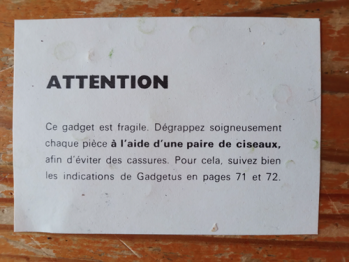 ATTENTION
Ce gadget est fragile. Dégrappez soigneusement
chaque pièce à l'aide d'une paire de ciseaux,
afin d'éviter des cassures. Pour cela, suivez bien
les indications de Gadgetus en pages 71 et 72.